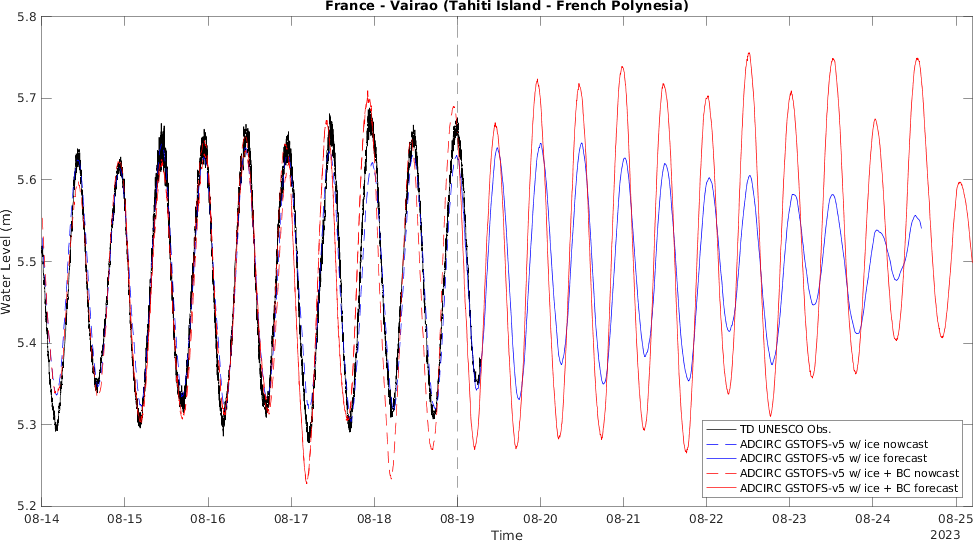 France - Vairao (Tahiti Island - French Polynesia)
5.8
5.7
5.6
5.5
5.4
5.3
5.2
Water Level (m)
TD UNESCO Obs.
ADCIRC GSTOFS-v5 w/ ice nowcast
ADCIRC GSTOFS-v5 w/ ice forecast
ADCIRC GSTOFS-v5 w/ ice + BC nowcast
ADCIRC GSTOFS-v5 w/ ice + BC forecast
08-14 08-15 08-16 08-17 08-18 08-19 08-20 08-21 08-22 08-23 08-24 08-25
Time 2023